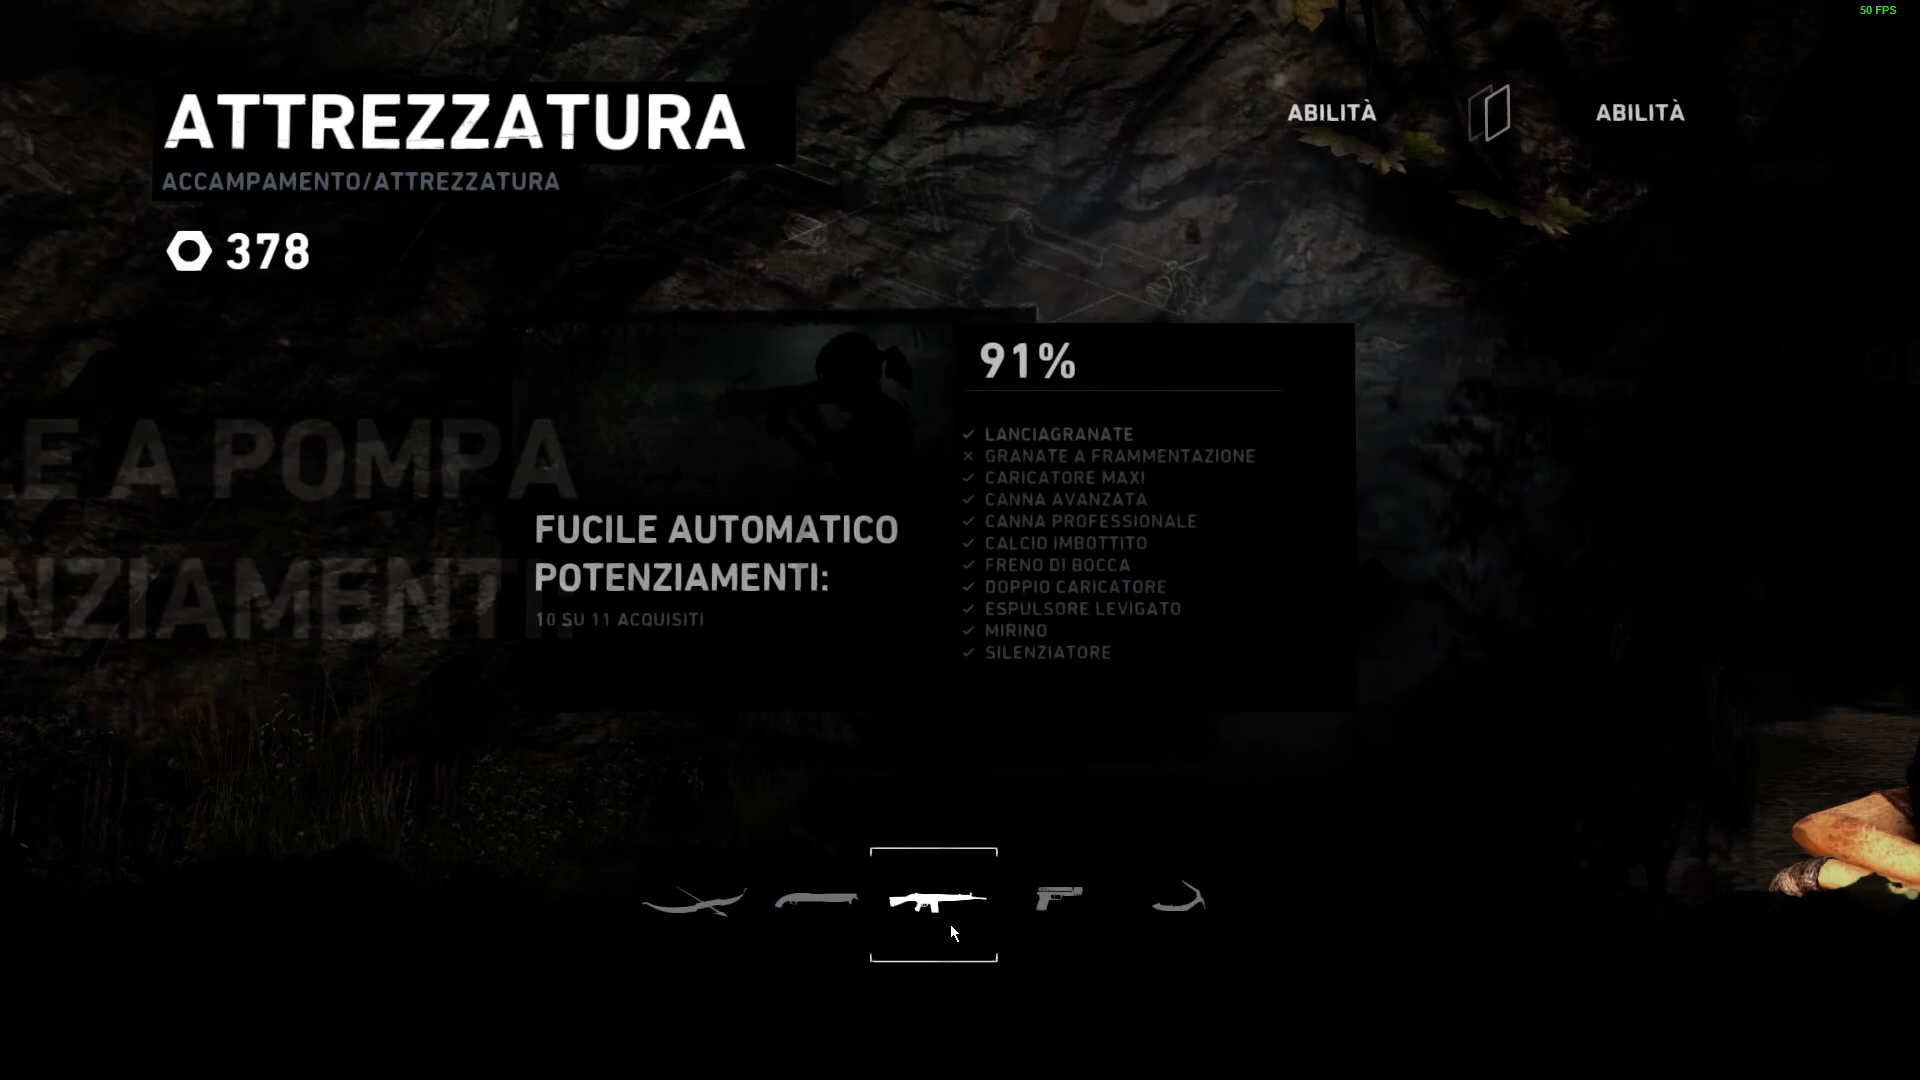 50 FPS
ATTREZZATURA
ABILITÀ
ABILITÀ
ACCAMPAMENTO/ATTREZZATURA
378
91%
LANCIAGRANATE
GRANATE A FRAMMENTAZIONE
CARICATORE MAXI
CANNA AVANZATA
CANNA PROFESSIONALE
CALCIO IMBOTTITO
FRENO DI BOCCA
DOPPIO CARICATORE
ESPULSORE LEVIGATO
MIRINO
SILENZIATORE
LE A POMPA
NZIAMENTI:
FUCILE AUTOMATICO
POTENZIAMENTI:
10 SU 11 ACQUISITI